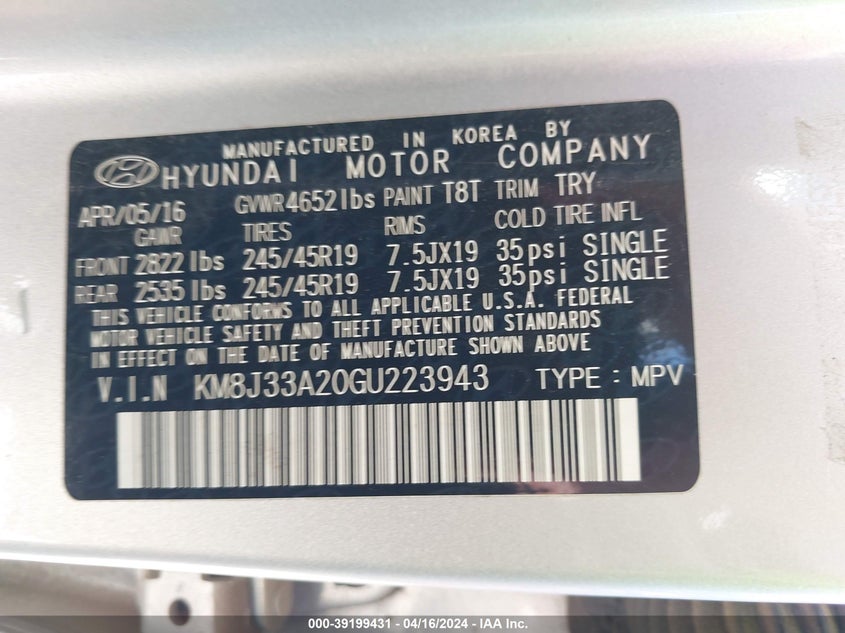 MANUFACTURED IN KOREA BY
HYUNDAI MOTOR COMPANY
APR/05/16 GVWR4652lbs PAINT T8T TRIM TRY
GAWR TIRES RIMS COLD TIRE INFL
FRONT 2822 lbs 245/45R19 7.5JX19 35psi SINGLE
REAR 2535 lbs 245/45R19 7.5JX19 35psi SINGLE
THIS VEHICLE CONFORMS TO ALL APPLICABLE U.S.A. FEDERAL
MOTOR VEHICLE SAFETY AND THEFT PREVENTION STANDARDS
IN EFFECT ON THE DATE OF MANUFACTURE SHOWN ABOVE
V.I.N KM8J33A20GU223943 TYPE : MPV
000-39199431 - 04/16/2024 - IAA Inc.